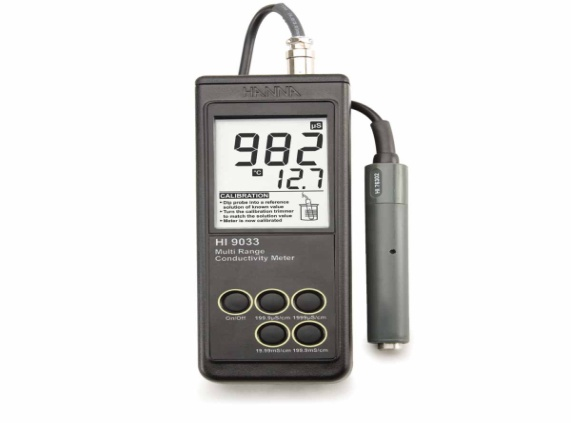 HANNA
µS
982
°C 12.7
CALIBRATION
• Dip probe into a reference
solution of known value
• Turn the calibration trimmer
to match the solution value
• Meter is now calibrated
HI 9033
Multi Range
Conductivity Meter
On/Off 199.9µS/cm 1999µS/cm
19.99mS/cm 199.9mS/cm
HI 76302